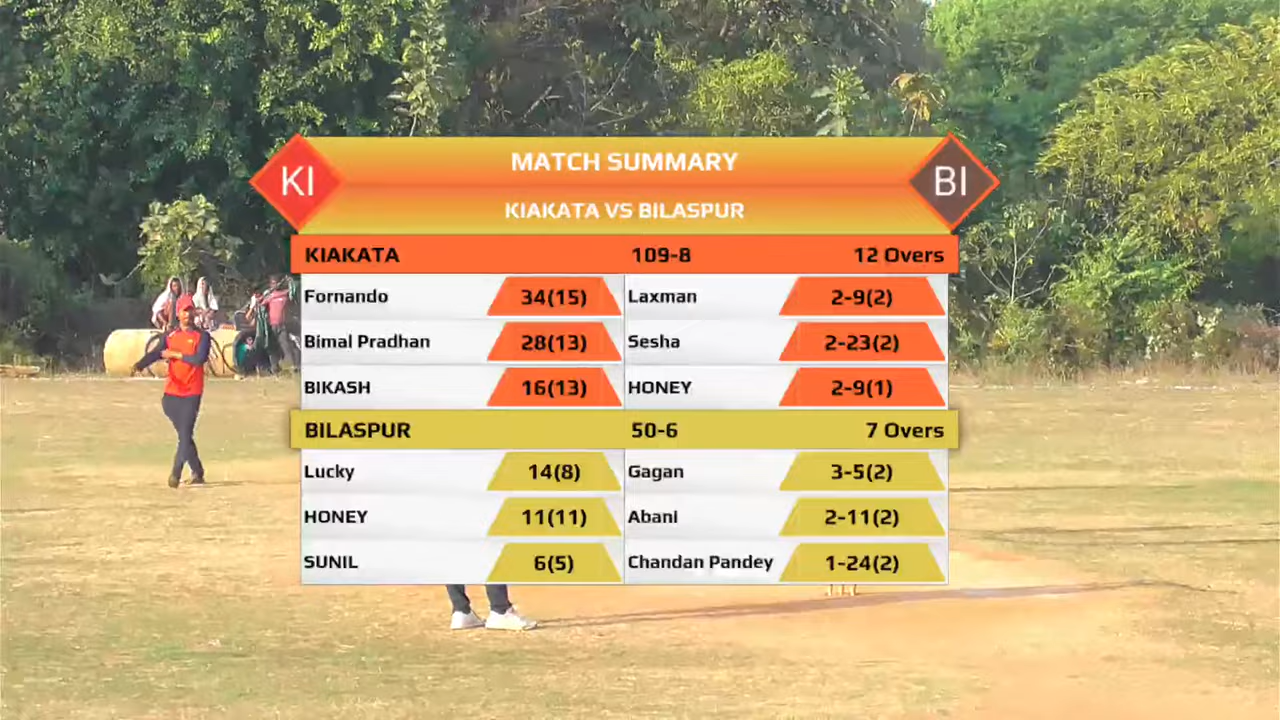 KI
MATCH SUMMARY
BI
KIAKATA VS BILASPUR
KIAKATA 109-8 12 Overs
Fornando 34(15) Laxman 2-9(2)
Bimal Pradhan 28(13) Sesha 2-23(2)
BIKASH 16(13) HONEY 2-9(1)
BILASPUR 50-6 7 Overs
Lucky 14(8) Gagan 3-5(2)
HONEY 11(11) Abani 2-11(2)
SUNIL 6(5) Chandan Pandey 1-24(2)